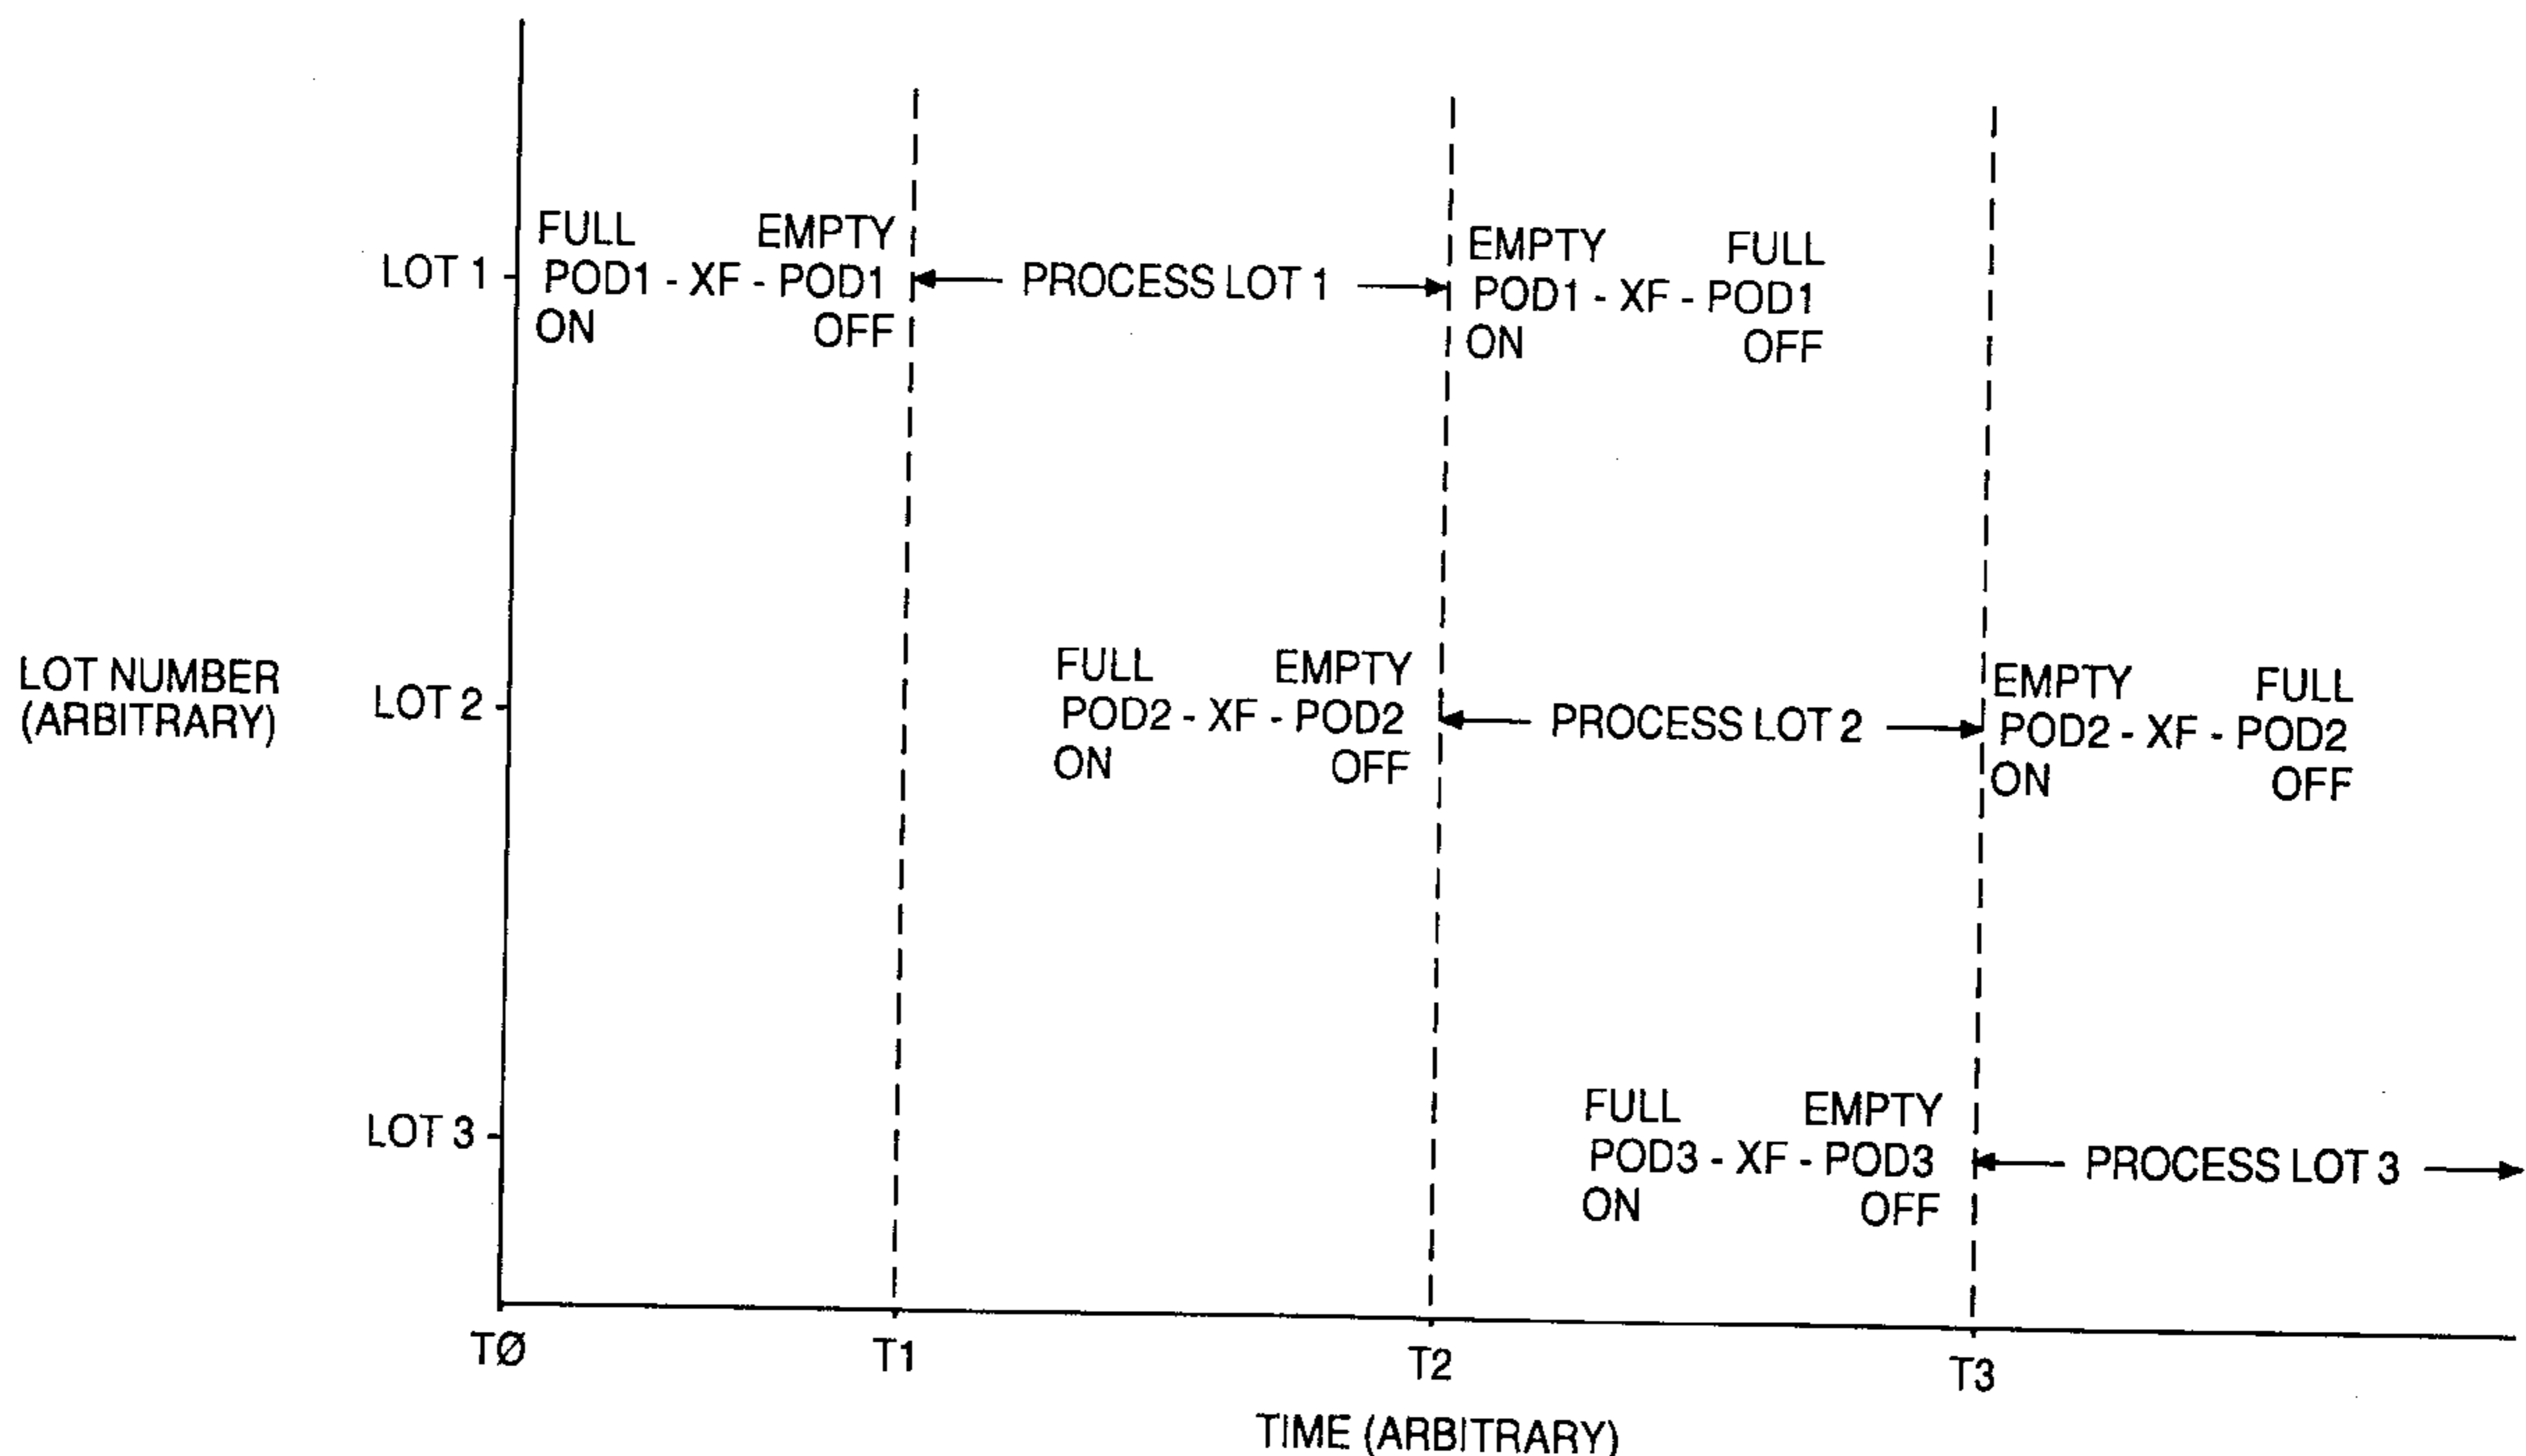 FULL EMPTY
LOT 1 POD1 - XF - POD1 PROCESS LOT 1
ON OFF
EMPTY FULL
POD1 - XF - POD1
ON OFF
LOT NUMBER
(ARBITRARY)
LOT 2
FULL EMPTY
POD2 - XF - POD2 PROCESS LOT 2
ON OFF
EMPTY FULL
POD2 - XF - POD2
ON OFF
LOT 3
FULL EMPTY
POD3 - XF - POD3 PROCESS LOT 3
ON OFF
TØ T1 T2 T3
TIME (ARBITRARY)